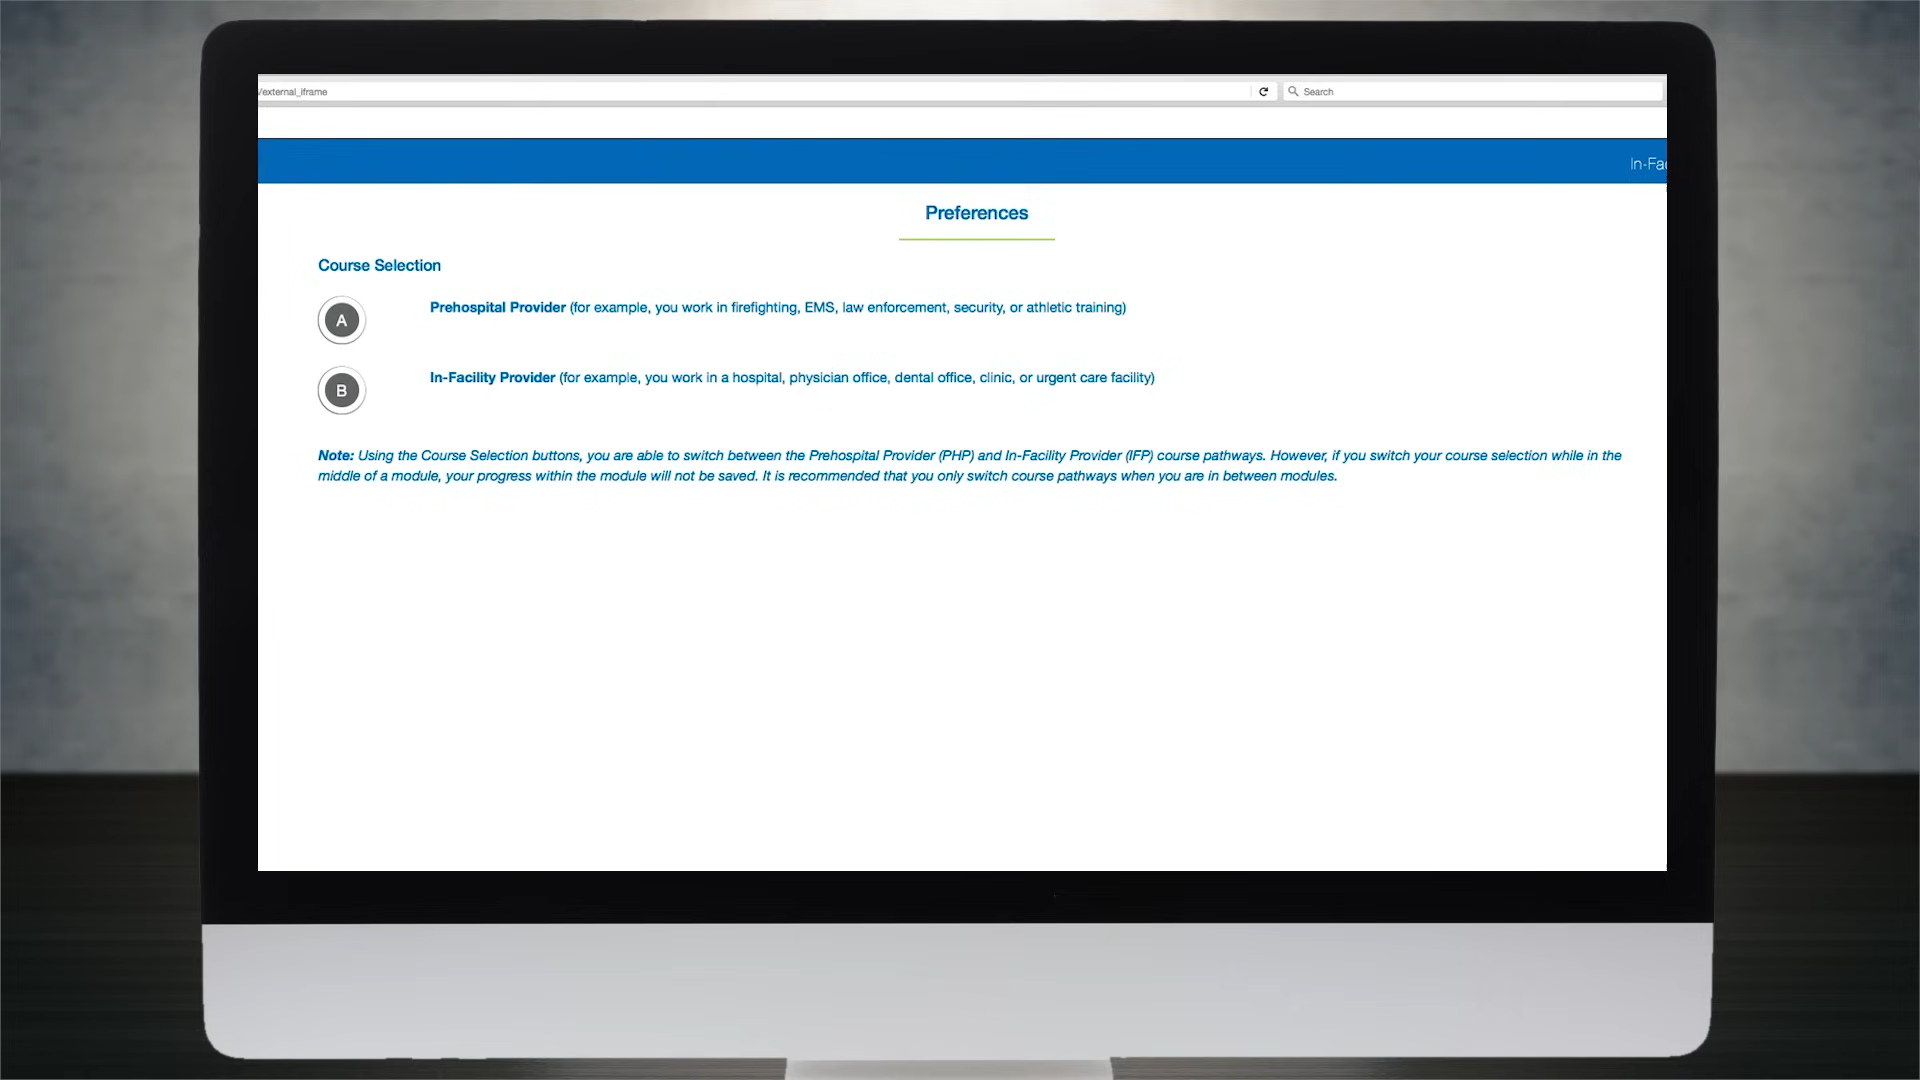 /external_iframe
Search
In-Fac
Preferences
Course Selection
A
Prehospital Provider (for example, you work in firefighting, EMS, law enforcement, security, or athletic training)
B
In-Facility Provider (for example, you work in a hospital, physician office, dental office, clinic, or urgent care facility)
Note: Using the Course Selection buttons, you are able to switch between the Prehospital Provider (PHP) and In-Facility Provider (IFP) course pathways. However, if you switch your course selection while in the
middle of a module, your progress within the module will not be saved. It is recommended that you only switch course pathways when you are in between modules.